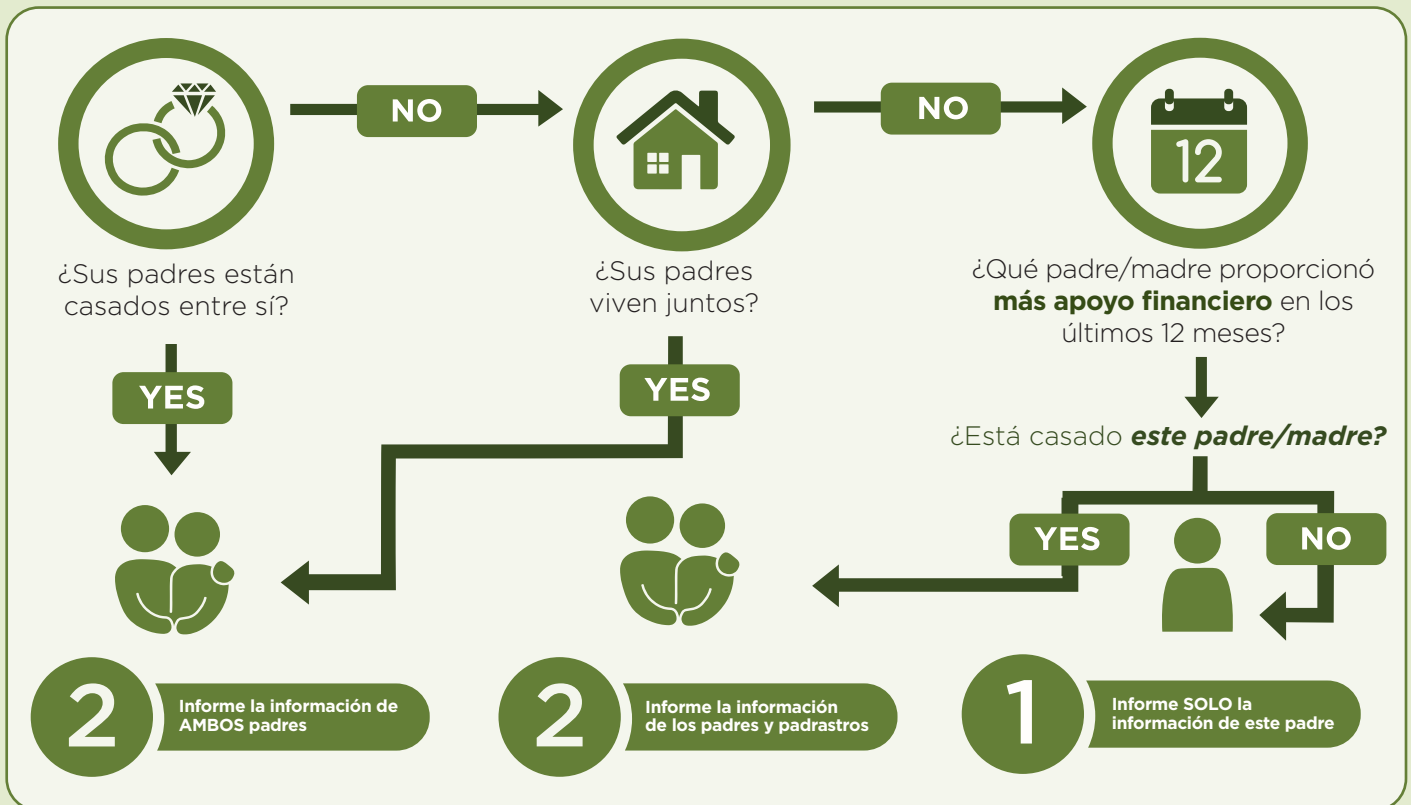 NO
NO
12
¿Sus padres están
casados entre sí?
¿Sus padres
viven juntos?
¿Qué padre/madre proporcionó
más apoyo financiero en los
últimos 12 meses?
YES
YES
¿Está casado este padre/madre?
YES
NO
2
Informe la información de
AMBOS padres
2
Informe la información
de los padres y padrastros
1
Informe SOLO la
información de este padre